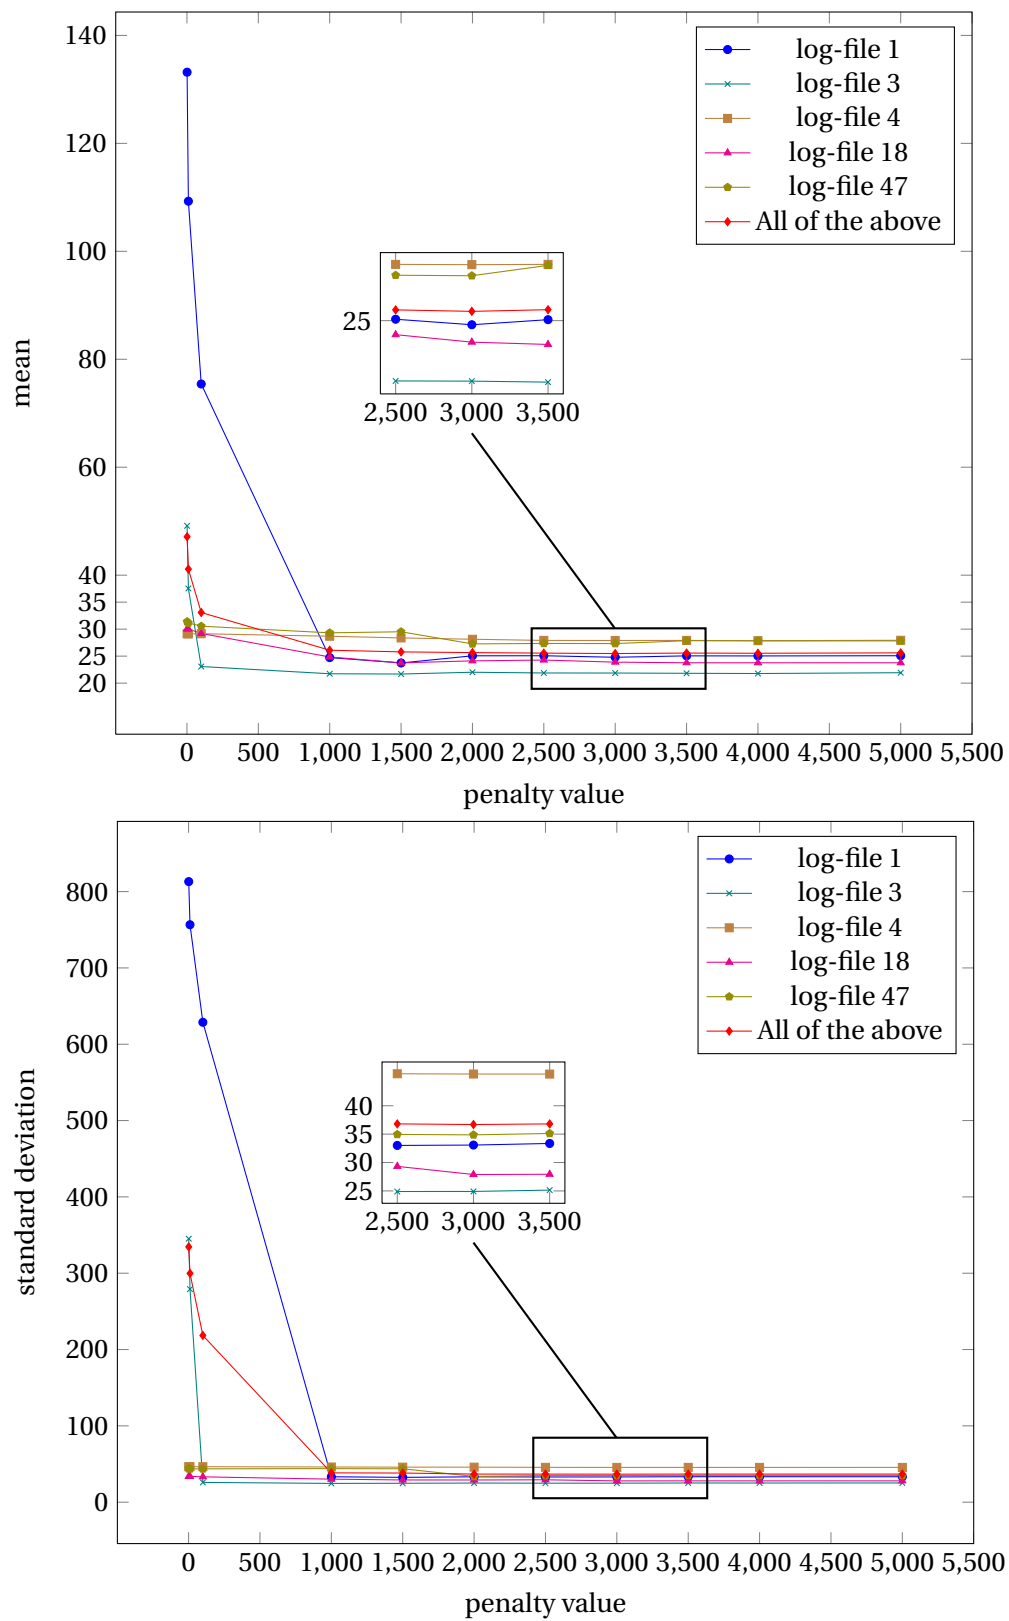 140
120
100
80
60
40
35
30
25
20
mean
log-file 1
log-file 3
log-file 4
log-file 18
log-file 47
All of the above
25
2,500 3,000 3,500
0 500 1,000 1,500 2,000 2,500 3,000 3,500 4,000 4,500 5,000 5,500
penalty value
800
700
600
500
400
300
200
100
0
standard deviation
log-file 1
log-file 3
log-file 4
log-file 18
log-file 47
All of the above
40
35
30
25
2,500 3,000 3,500
0 500 1,000 1,500 2,000 2,500 3,000 3,500 4,000 4,500 5,000 5,500
penalty value